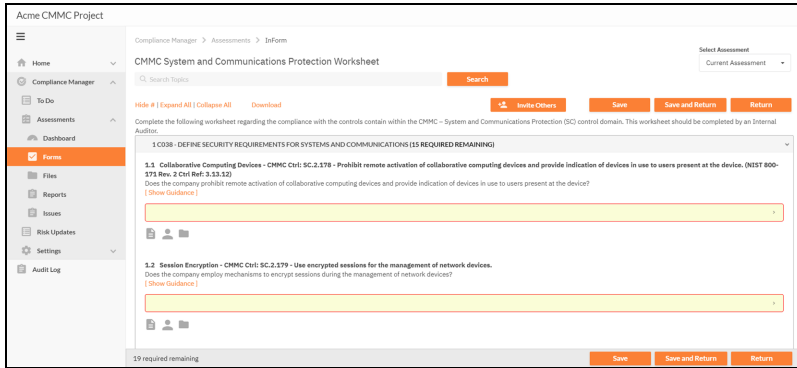 Acme CMMC Project
Compliance Manager > Assessments > InForm
Select Assessment
Current Assessment
Home
Compliance Manager
To Do
Assessments
Dashboard
Forms
Files
Reports
Issues
Risk Updates
Settings
Audit Log
CMMC System and Communications Protection Worksheet
Search Topics
Search
Hide # | Expand All | Collapse All Download
Invite Others
Save
Save and Return
Return
Complete the following worksheet regarding the compliance with the controls contain within the CMMC – System and Communications Protection (SC) control domain. This worksheet should be completed by an Internal
Auditor.
1 C038 - DEFINE SECURITY REQUIREMENTS FOR SYSTEMS AND COMMUNICATIONS (15 REQUIRED REMAINING)
1.1 Collaborative Computing Devices - CMMC Ctrl: SC.2.178 - Prohibit remote activation of collaborative computing devices and provide indication of devices in use to users present at the device. (NIST 800-
171 Rev. 2 Ctrl Ref: 3.13.12)
Does the company prohibit remote activation of collaborative computing devices and provide indication of devices in use to users present at the device?
[ Show Guidance ]
1.2 Session Encryption - CMMC Ctrl: SC.2.179 - Use encrypted sessions for the management of network devices.
Does the company employ mechanisms to encrypt sessions during the management of network devices?
[ Show Guidance ]
19 required remaining
Save
Save and Return
Return